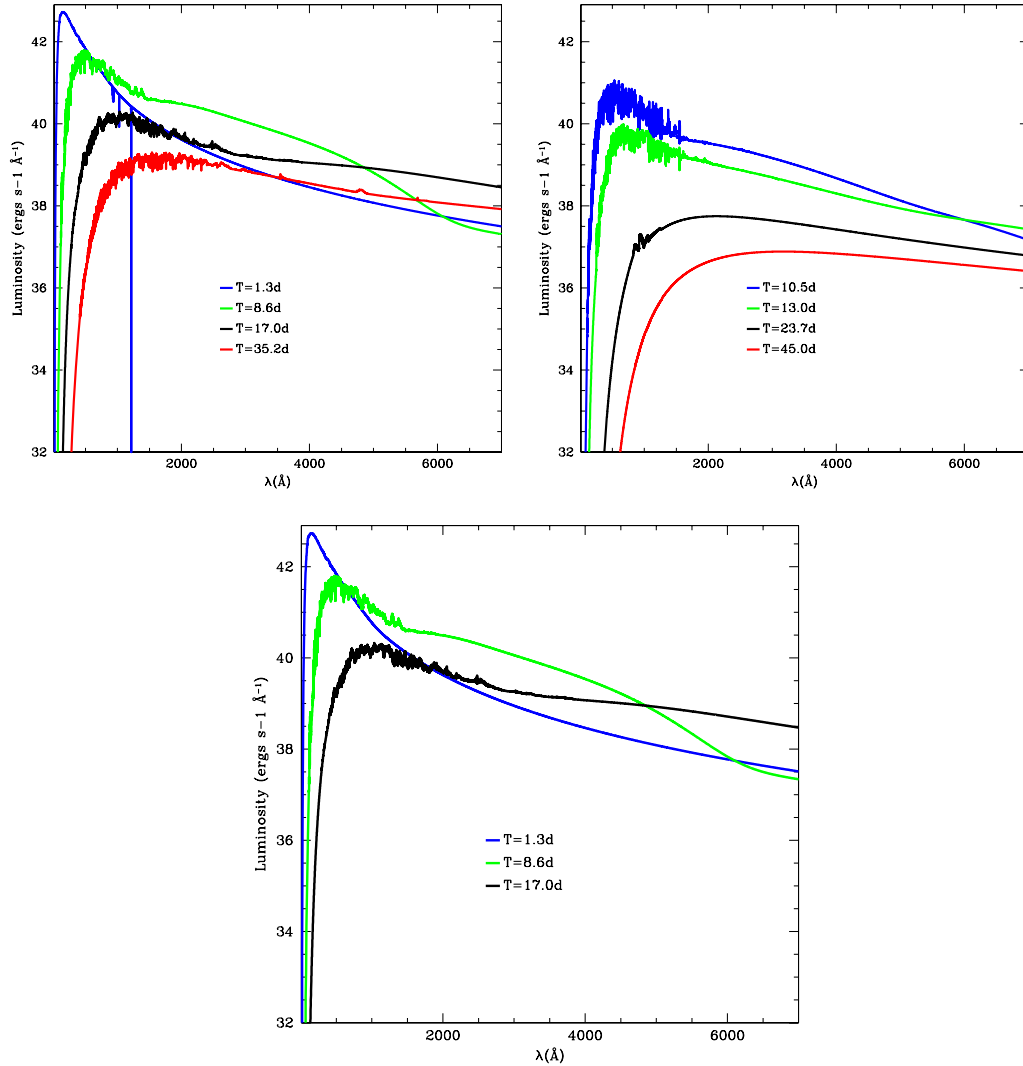 42
40
38
36
34
32
Luminosity (ergs s−1 Å⁻¹)
T=1.3d
T=8.6d
T=17.0d
T=35.2d
2000
4000
6000
λ(Å)
42
40
38
36
34
32
Luminosity (ergs s−1 Å⁻¹)
T=10.5d
T=13.0d
T=23.7d
T=45.0d
2000
4000
6000
λ(Å)
42
40
38
36
34
32
Luminosity (ergs s−1 Å⁻¹)
T=1.3d
T=8.6d
T=17.0d
2000
4000
6000
λ(Å)